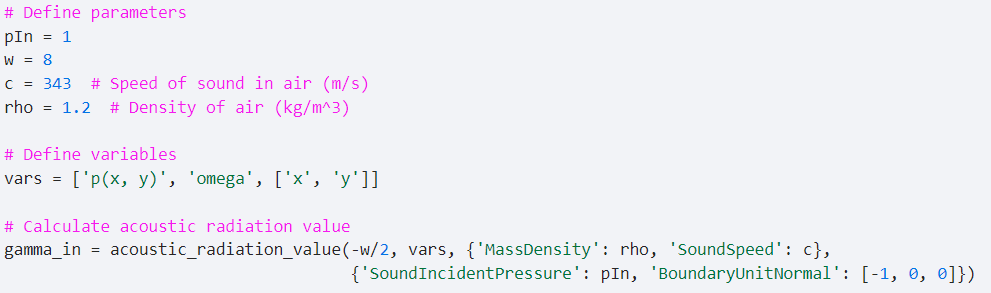 # Define parameters
pIn = 1
w = 8
c = 343  # Speed of sound in air (m/s)
rho = 1.2  # Density of air (kg/m^3)

# Define variables
vars = ['p(x, y)', 'omega', ['x', 'y']]

# Calculate acoustic radiation value
gamma_in = acoustic_radiation_value(-w/2, vars, {'MassDensity': rho, 'SoundSpeed': c},
                                    {'SoundIncidentPressure': pIn, 'BoundaryUnitNormal': [-1, 0, 0]})